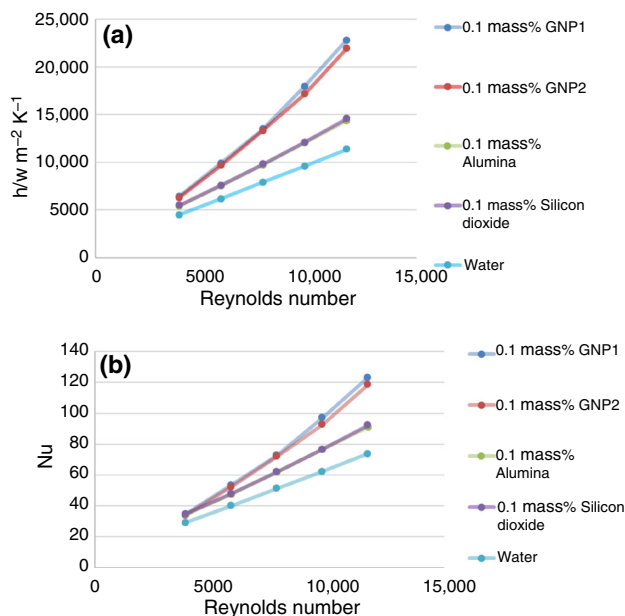 (a)
25,000
20,000
15,000
10,000
5000
0
h/w m⁻² K⁻¹
0 5000 10,000 15,000
Reynolds number
0.1 mass% GNP1
0.1 mass% GNP2
0.1 mass%
Alumina
0.1 mass% Silicon
dioxide
Water
(b)
140
120
100
80
60
40
20
0
Nu
0 5000 10,000 15,000
Reynolds number
0.1 mass% GNP1
0.1 mass% GNP2
0.1 mass%
Alumina
0.1 mass% Silicon
dioxide
Water